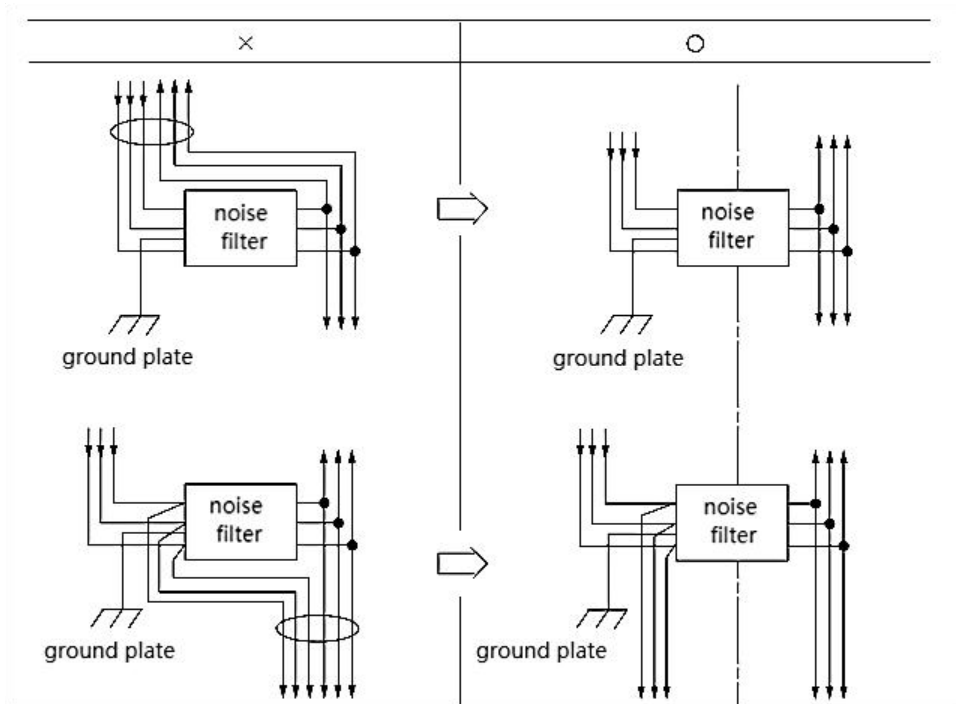 × ○
noise
filter
ground plate
noise
filter
ground plate
noise
filter
ground plate
noise
filter
ground plate